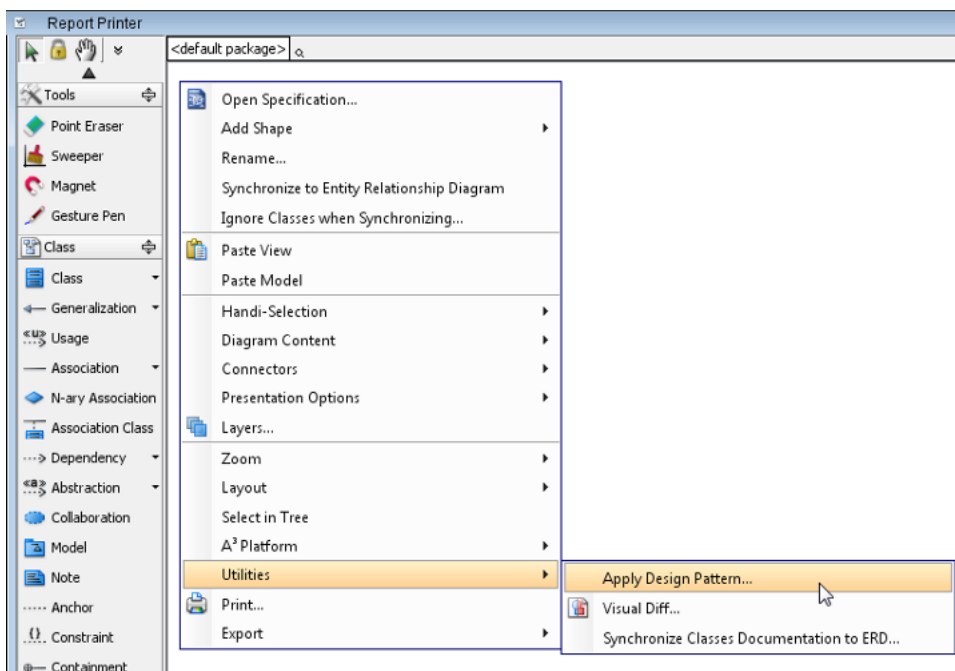 Report Printer
<default package>
Tools
Point Eraser
Sweeper
Magnet
Gesture Pen
Class
Class
Generalization
<<u>> Usage
Association
N-ary Association
Association Class
Dependency
<<a>> Abstraction
Collaboration
Model
Note
Anchor
{} Constraint
Containment
Open Specification...
Add Shape
Rename...
Synchronize to Entity Relationship Diagram
Ignore Classes when Synchronizing...
Paste View
Paste Model
Handi-Selection
Diagram Content
Connectors
Presentation Options
Layers...
Zoom
Layout
Select in Tree
A³ Platform
Utilities
Print...
Export
Apply Design Pattern...
Visual Diff...
Synchronize Classes Documentation to ERD...